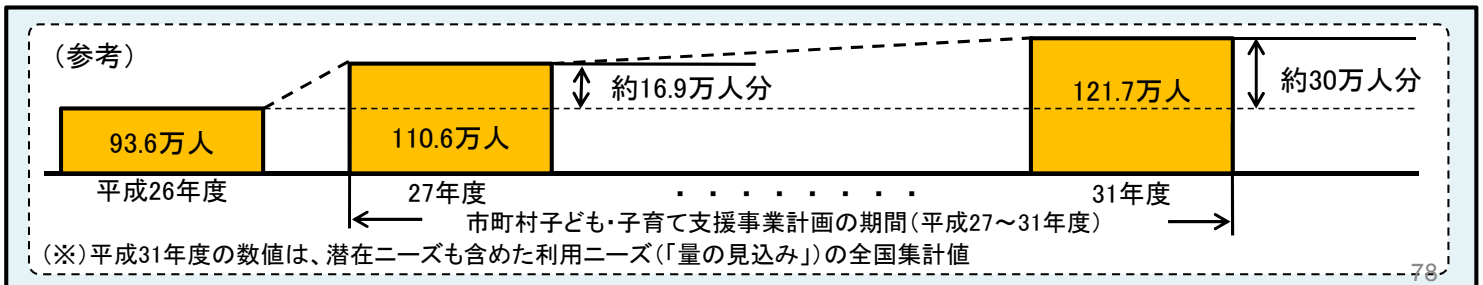 （参考）
約16.9万人分
121.7万人
約30万人分
93.6万人
110.6万人
平成26年度
27年度
・・・・・・・・
31年度
市町村子ども・子育て支援事業計画の期間（平成27～31年度）
（※）平成31年度の数値は、潜在ニーズも含めた利用ニーズ（「量の見込み」）の全国集計値
78